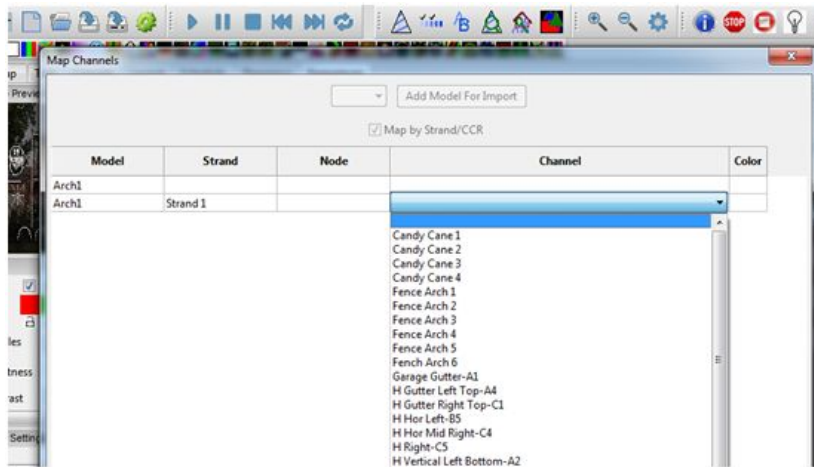 STOP
Map Channels
Add Model For Import
Map by Strand/CCR
Model Strand Node Channel Color
Arch1
Arch1 Strand 1
Candy Cane 1
Candy Cane 2
Candy Cane 3
Candy Cane 4
Fence Arch 1
Fence Arch 2
Fence Arch 3
Fence Arch 4
Fence Arch 5
Fench Arch 6
Garage Gutter-A1
H Gutter Left Top-A4
H Gutter Right Top-C1
H Hor Left-B5
H Hor Mid Right-C4
H Right-C5
H Vertical Left Bottom-A2